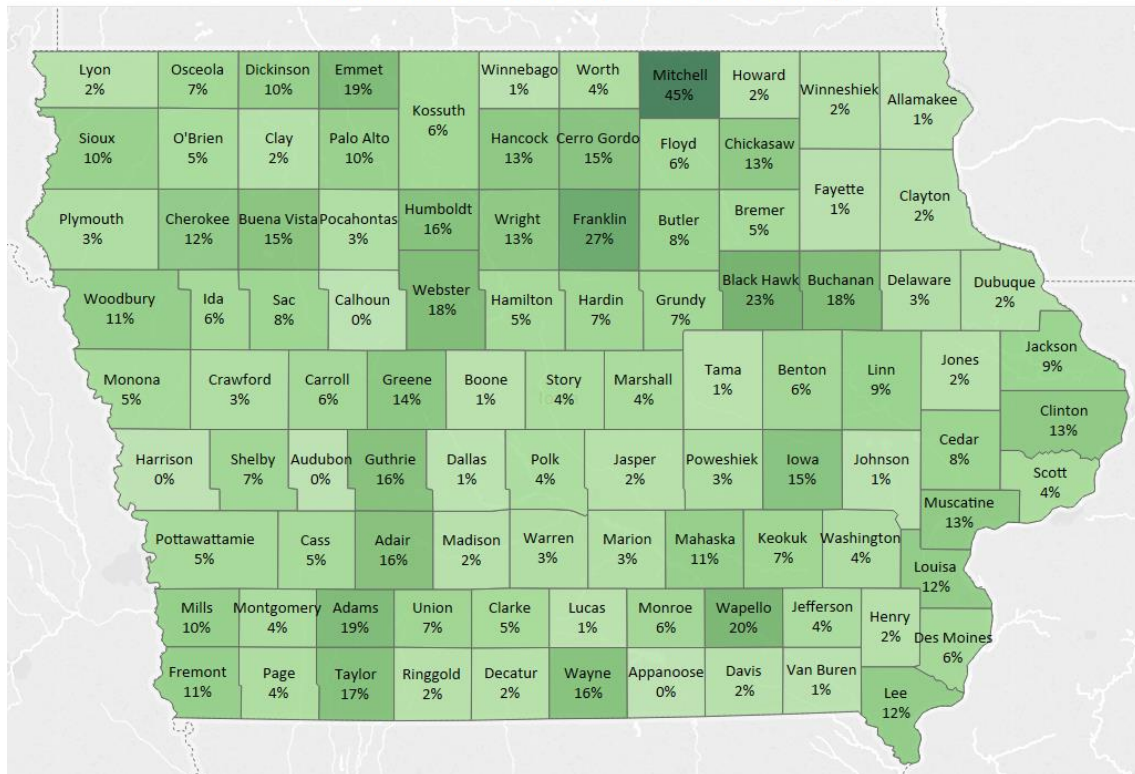 Lyon
2%
Osceola
7%
Dickinson
10%
Emmet
19%
Kossuth
6%
Winnebago
1%
Worth
4%
Mitchell
45%
Howard
2%
Winneshiek
2%
Allamakee
1%
Sioux
10%
O'Brien
5%
Clay
2%
Palo Alto
10%
Hancock
13%
Cerro Gordo
15%
Floyd
6%
Chickasaw
13%
Fayette
1%
Clayton
2%
Plymouth
3%
Cherokee
12%
Buena Vista
15%
Pocahontas
3%
Humboldt
16%
Wright
13%
Franklin
27%
Butler
8%
Bremer
5%
Woodbury
11%
Ida
6%
Sac
8%
Calhoun
0%
Webster
18%
Hamilton
5%
Hardin
7%
Grundy
7%
Black Hawk
23%
Buchanan
18%
Delaware
3%
Dubuque
2%
Monona
5%
Crawford
3%
Carroll
6%
Greene
14%
Boone
1%
Story
4%
Marshall
4%
Tama
1%
Benton
6%
Linn
9%
Jones
2%
Jackson
9%
Clinton
13%
Harrison
0%
Shelby
7%
Audubon
0%
Guthrie
16%
Dallas
1%
Polk
4%
Jasper
2%
Poweshiek
3%
Iowa
15%
Johnson
1%
Cedar
8%
Scott
4%
Muscatine
13%
Pottawattamie
5%
Cass
5%
Adair
16%
Madison
2%
Warren
3%
Marion
3%
Mahaska
11%
Keokuk
7%
Washington
4%
Louisa
12%
Mills
10%
Montgomery
4%
Adams
19%
Union
7%
Clarke
5%
Lucas
1%
Monroe
6%
Wapello
20%
Jefferson
4%
Henry
2%
Des Moines
6%
Fremont
11%
Page
4%
Taylor
17%
Ringgold
2%
Decatur
2%
Wayne
16%
Appanoose
0%
Davis
2%
Van Buren
1%
Lee
12%